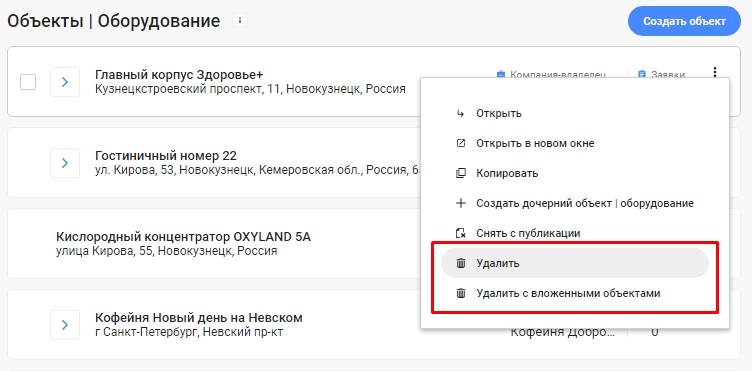 Объекты | Оборудование
Создать объект
Главный корпус Здоровье+
Кузнецкстроевский проспект, 11, Новокузнецк, Россия
Компания-владелец
Заявки
Открыть
Открыть в новом окне
Копировать
Создать дочерний объект | оборудование
Снять с публикации
Удалить
Удалить с вложенными объектами
Гостиничный номер 22
ул. Кирова, 53, Новокузнецк, Кемеровская обл., Россия, 6
Кислородный концентратор OXYLAND 5A
улица Кирова, 55, Новокузнецк, Россия
Кофейня Новый день на Невском
г Санкт-Петербург, Невский пр-кт
Кофейня Добро...
0